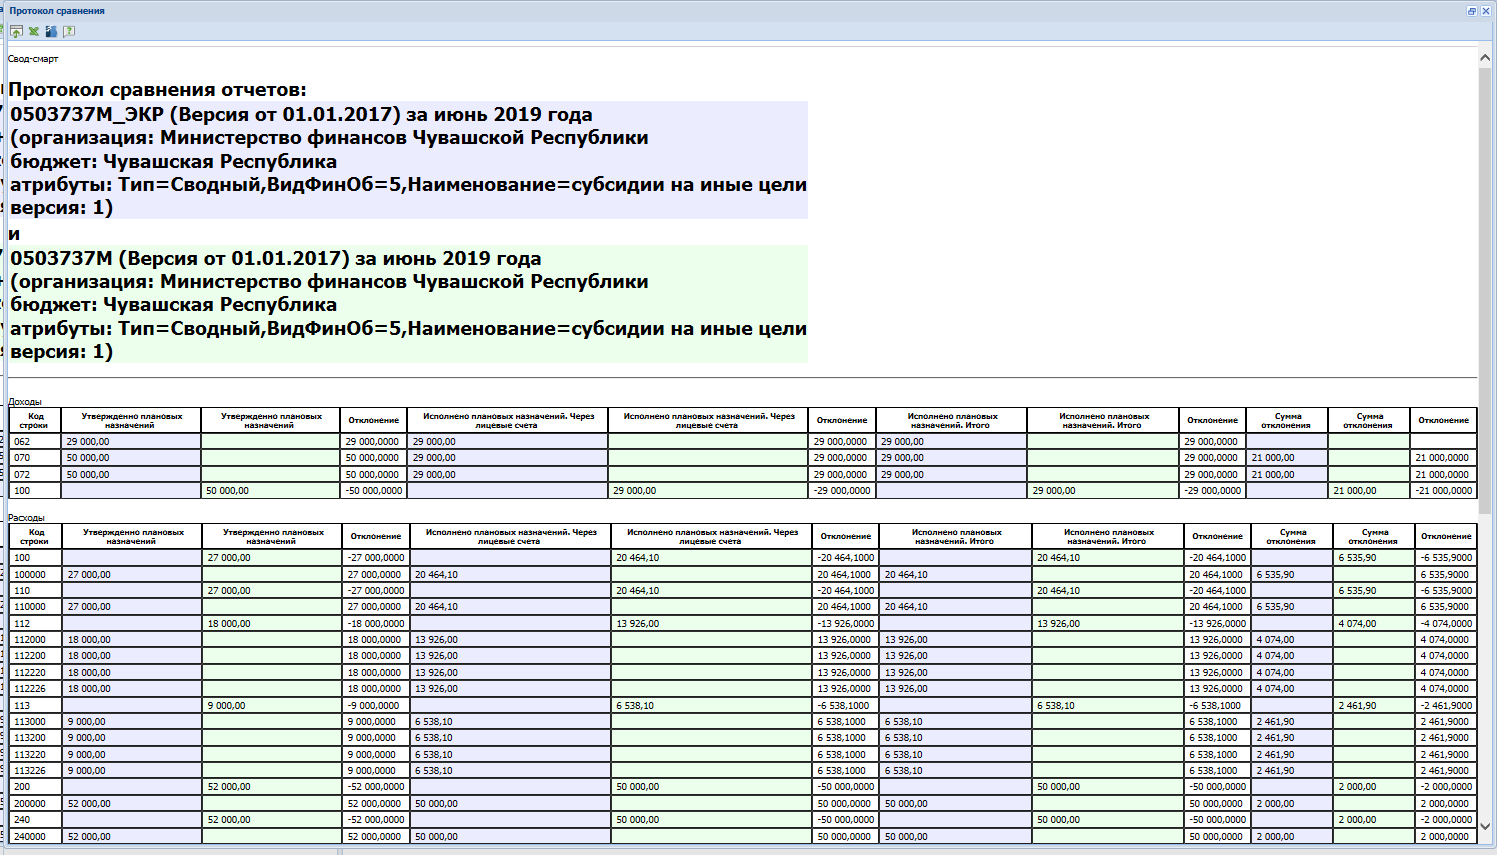 Протокол сравнения
Свод-смарт
Протокол сравнения отчетов:
0503737М_ЭКР (Версия от 01.01.2017) за июнь 2019 года
(организация: Министерство финансов Чувашской Республики
бюджет: Чувашская Республика
атрибуты: Тип=Сводный,ВидФинОб=5,Наименование=субсидии на иные цели
версия: 1)
и
0503737М (Версия от 01.01.2017) за июнь 2019 года
(организация: Министерство финансов Чувашской Республики
бюджет: Чувашская Республика
атрибуты: Тип=Сводный,ВидФинОб=5,Наименование=субсидии на иные цели
версия: 1)
Доходы
Код строки Утвержденно плановых назначений Утвержденно плановых назначений Отклонение Исполнено плановых назначений. Через лицевые счета Исполнено плановых назначений. Через лицевые счета Отклонение Исполнено плановых назначений. Итого Исполнено плановых назначений. Итого Отклонение Сумма отклонения Сумма отклонения Отклонение
062 29 000,00 29 000,0000 29 000,00 29 000,0000 29 000,00 29 000,0000
070 50 000,00 50 000,0000 29 000,00 29 000,0000 29 000,00 29 000,0000 21 000,00 21 000,0000
072 50 000,00 50 000,0000 29 000,00 29 000,0000 29 000,00 29 000,0000 21 000,00 21 000,0000
100 50 000,00 -50 000,0000 29 000,00 -29 000,0000 29 000,00 -29 000,0000 21 000,00 -21 000,0000
Расходы
Код строки Утвержденно плановых назначений Утвержденно плановых назначений Отклонение Исполнено плановых назначений. Через лицевые счета Исполнено плановых назначений. Через лицевые счета Отклонение Исполнено плановых назначений. Итого Исполнено плановых назначений. Итого Отклонение Сумма отклонения Сумма отклонения Отклонение
100 27 000,00 -27 000,0000 20 464,10 -20 464,1000 20 464,10 -20 464,1000 6 535,90 -6 535,9000
100000 27 000,00 27 000,0000 20 464,10 20 464,1000 20 464,10 20 464,1000 6 535,90 6 535,9000
110 27 000,00 -27 000,0000 20 464,10 -20 464,1000 20 464,10 -20 464,1000 6 535,90 -6 535,9000
110000 27 000,00 27 000,0000 20 464,10 20 464,1000 20 464,10 20 464,1000 6 535,90 6 535,9000
112 18 000,00 -18 000,0000 13 926,00 -13 926,0000 13 926,00 -13 926,0000 4 074,00 -4 074,0000
112000 18 000,00 18 000,0000 13 926,00 13 926,0000 13 926,00 13 926,0000 4 074,00 4 074,0000
112200 18 000,00 18 000,0000 13 926,00 13 926,0000 13 926,00 13 926,0000 4 074,00 4 074,0000
112220 18 000,00 18 000,0000 13 926,00 13 926,0000 13 926,00 13 926,0000 4 074,00 4 074,0000
112226 18 000,00 18 000,0000 13 926,00 13 926,0000 13 926,00 13 926,0000 4 074,00 4 074,0000
113 9 000,00 -9 000,0000 6 538,10 -6 538,1000 6 538,10 -6 538,1000 2 461,90 -2 461,9000
113000 9 000,00 9 000,0000 6 538,10 6 538,1000 6 538,10 6 538,1000 2 461,90 2 461,9000
113200 9 000,00 9 000,0000 6 538,10 6 538,1000 6 538,10 6 538,1000 2 461,90 2 461,9000
113220 9 000,00 9 000,0000 6 538,10 6 538,1000 6 538,10 6 538,1000 2 461,90 2 461,9000
113226 9 000,00 9 000,0000 6 538,10 6 538,1000 6 538,10 6 538,1000 2 461,90 2 461,9000
200 52 000,00 -52 000,0000 50 000,00 -50 000,0000 50 000,00 -50 000,0000 2 000,00 -2 000,0000
200000 52 000,00 52 000,0000 50 000,00 50 000,0000 50 000,00 50 000,0000 2 000,00 2 000,0000
240 52 000,00 -52 000,0000 50 000,00 -50 000,0000 50 000,00 -50 000,0000 2 000,00 -2 000,0000
240000 52 000,00 52 000,0000 50 000,00 50 000,0000 50 000,00 50 000,0000 2 000,00 2 000,0000